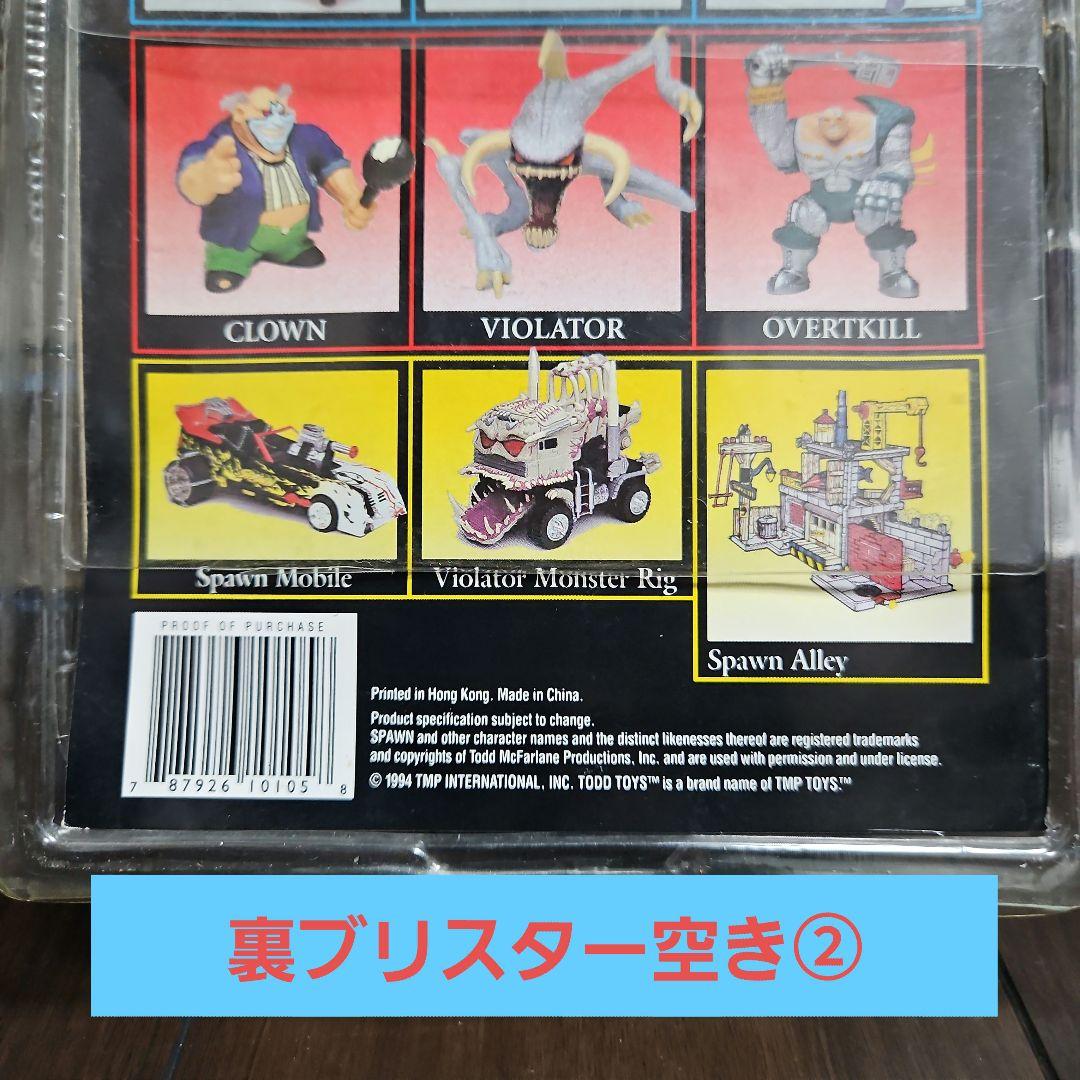 CLOWN
VIOLATOR
OVERTKILL
Spawn Mobile
Violator Monster Rig
Spawn Alley
PROOF OF PURCHASE
7 87926 10105 8
Printed in Hong Kong. Made in China.
Product specification subject to change.
SPAWN and other character names and the distinct likenesses thereof are registered trademarks
and copyrights of Todd McFarlane Productions, Inc. and are used with permission and under license.
© 1994 TMP INTERNATIONAL, INC. TODD TOYS™ is a brand name of TMP TOYS.™
裏ブリスター空き②